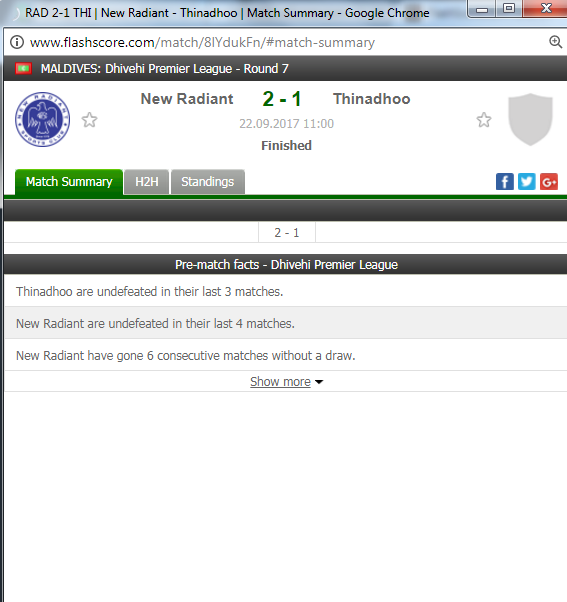 RAD 2-1 THI | New Radiant - Thinadhoo | Match Summary - Google Chrome
www.flashscore.com/match/8IYdukFn/#match-summary
MALDIVES: Dhivehi Premier League - Round 7
NEW RADIANT
SPORTS CLUB
New Radiant 2 - 1 Thinadhoo
22.09.2017 11:00
Finished
Match Summary H2H Standings
2 - 1
Pre-match facts - Dhivehi Premier League
Thinadhoo are undefeated in their last 3 matches.
New Radiant are undefeated in their last 4 matches.
New Radiant have gone 6 consecutive matches without a draw.
Show more